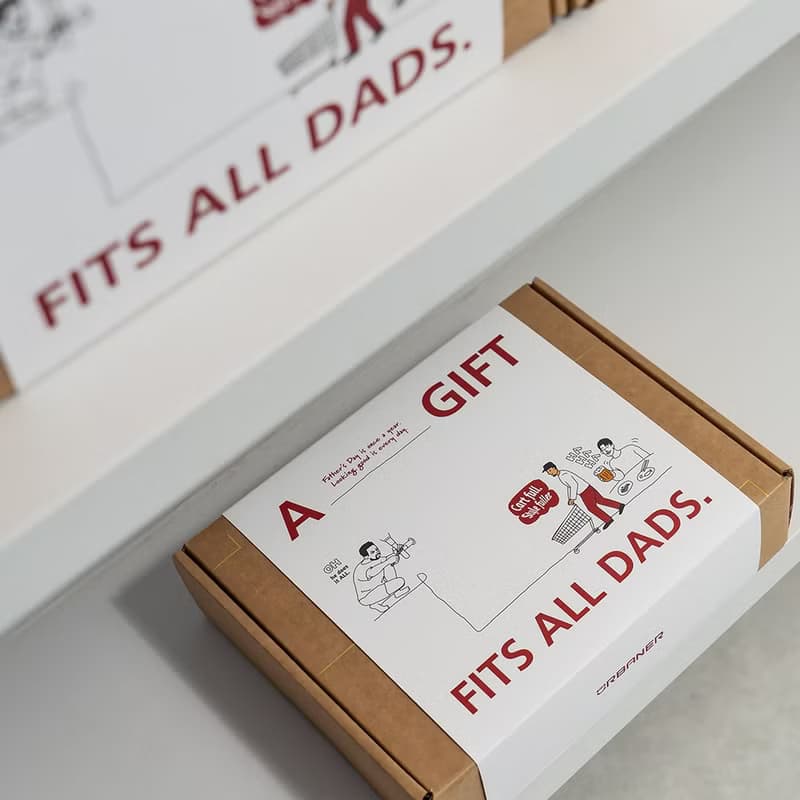 FITS ALL DADS.
A GIFT
Father's Day is once a year.
Looking good is every day.
OH
he does
it ALL.
Cart full,
Style fuller
HA
HA
HA
FITS ALL DADS.
URBANER